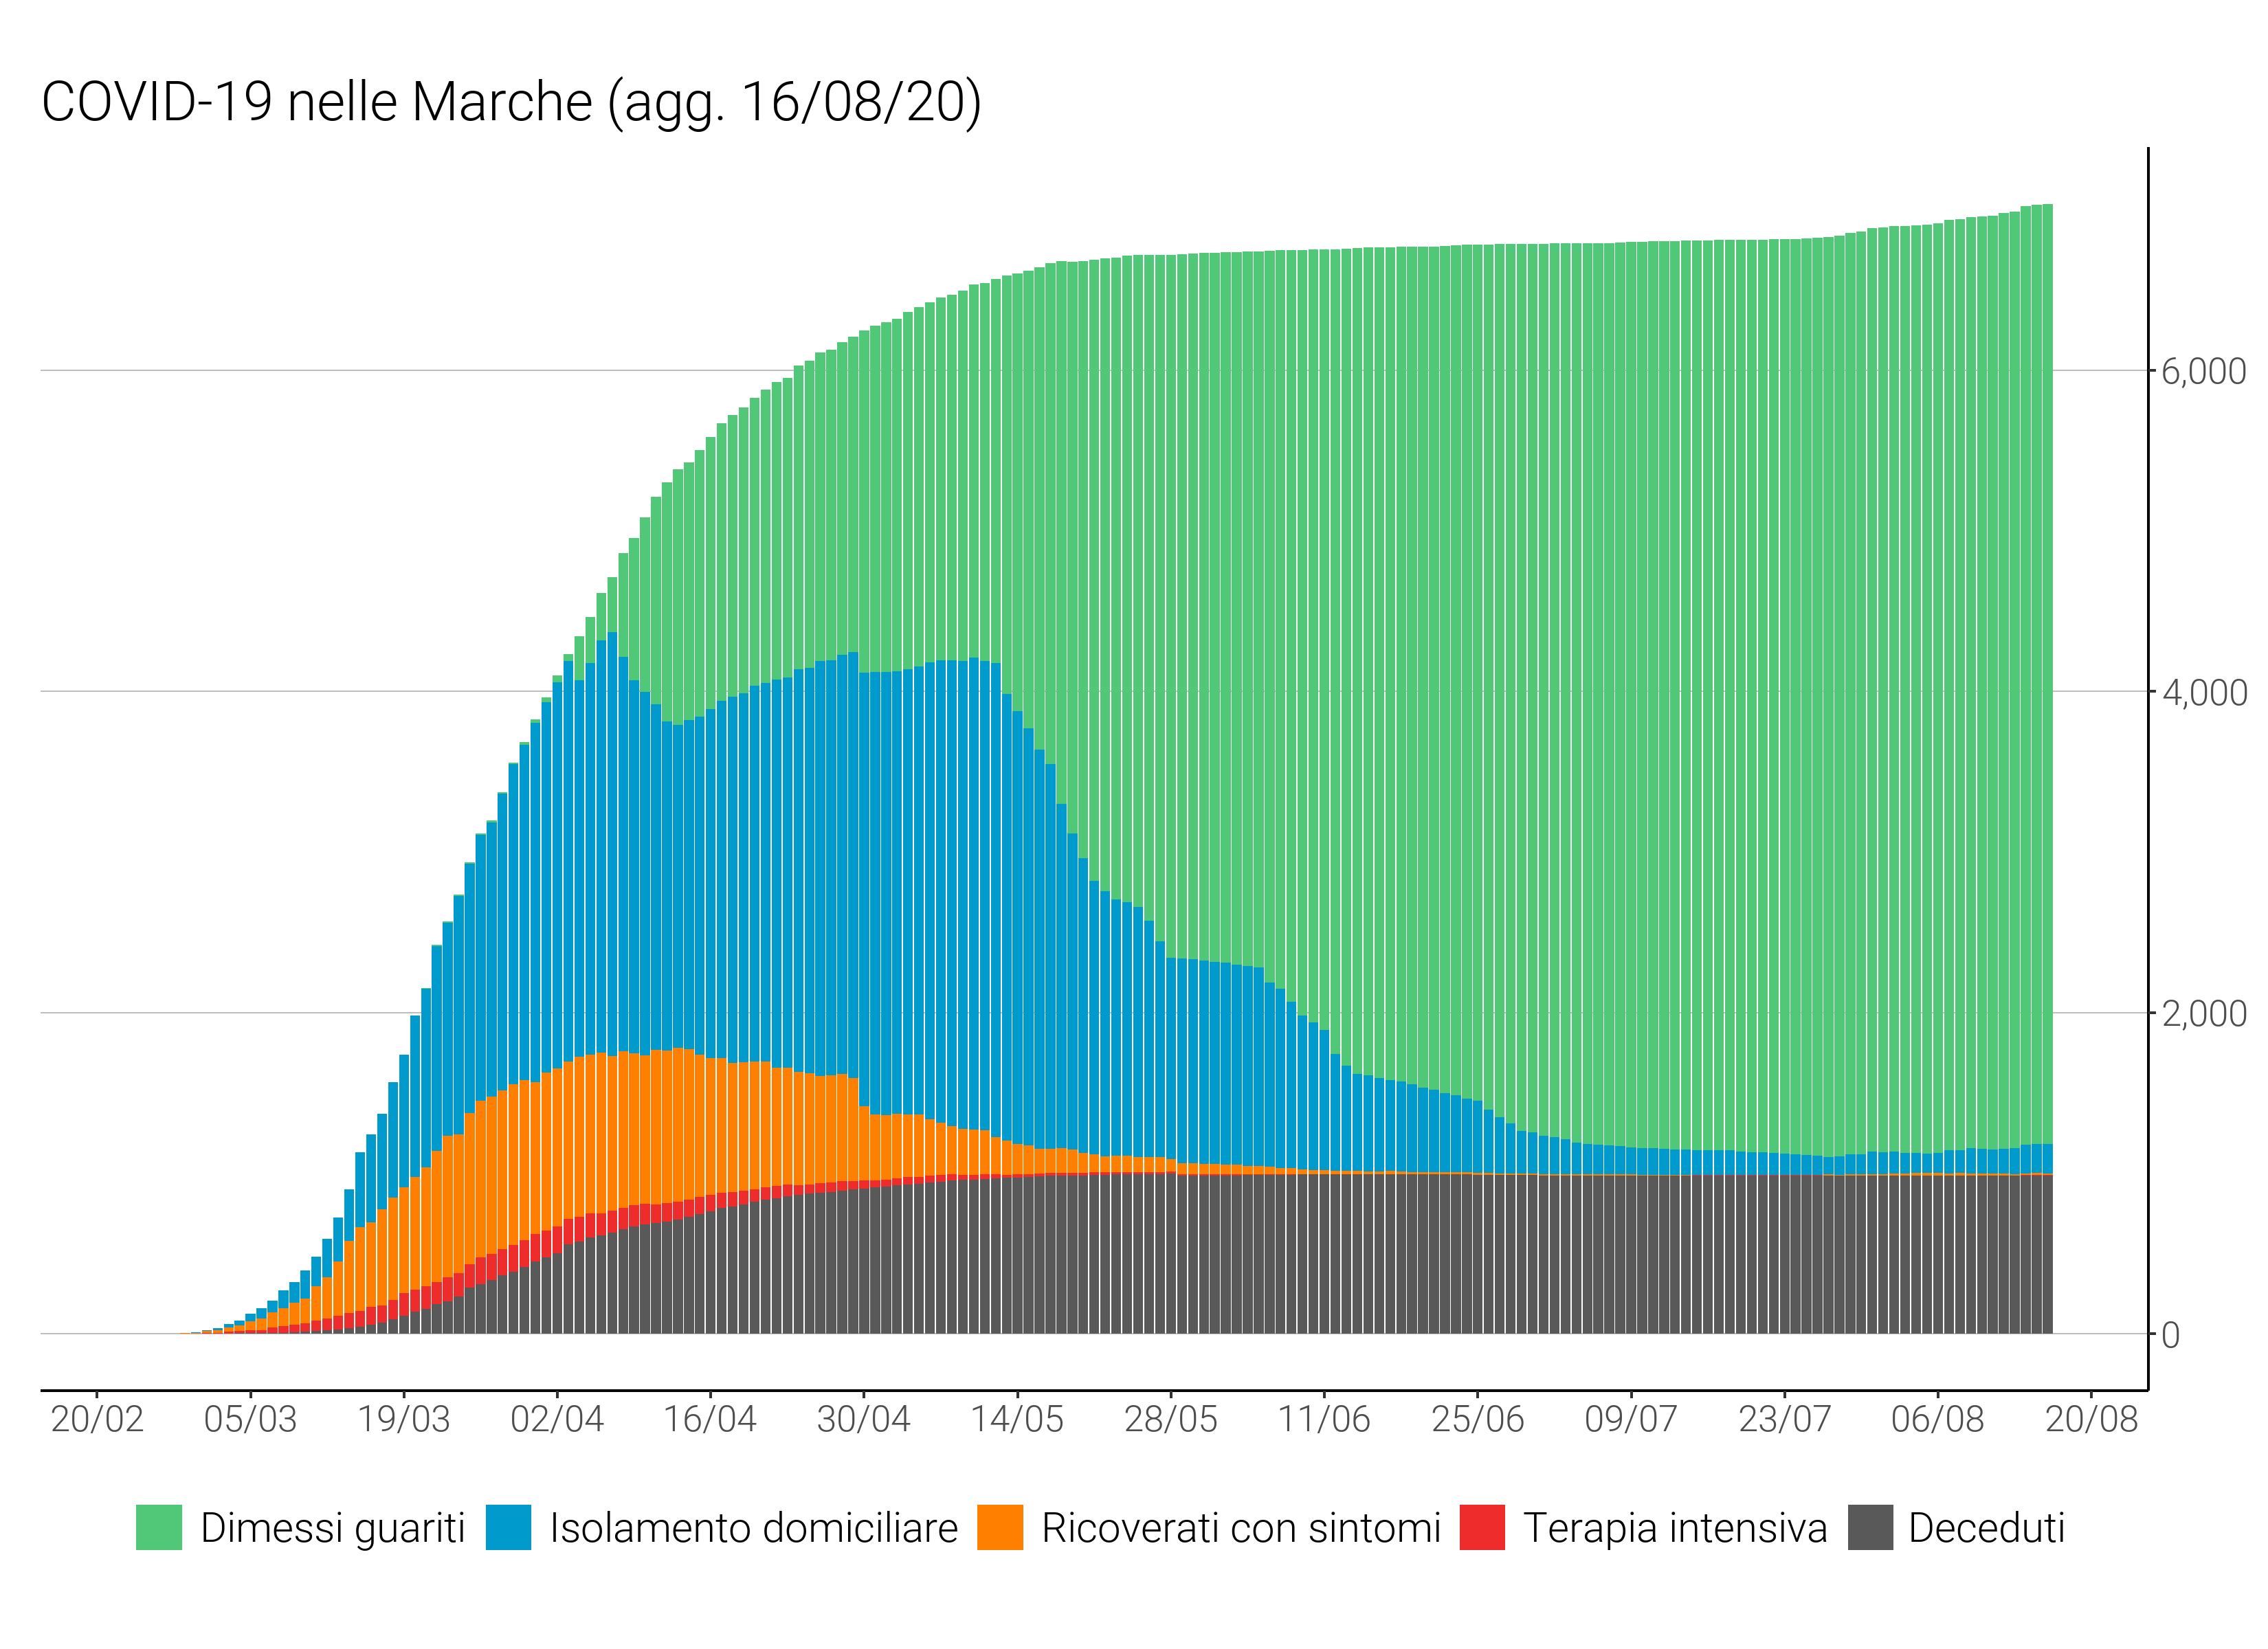 COVID-19 nelle Marche (agg. 16/08/20)
6,000
4,000
2,000
0
20/02 05/03 19/03 02/04 16/04 30/04 14/05 28/05 11/06 25/06 09/07 23/07 06/08 20/08
Dimessi guariti Isolamento domiciliare Ricoverati con sintomi Terapia intensiva Deceduti